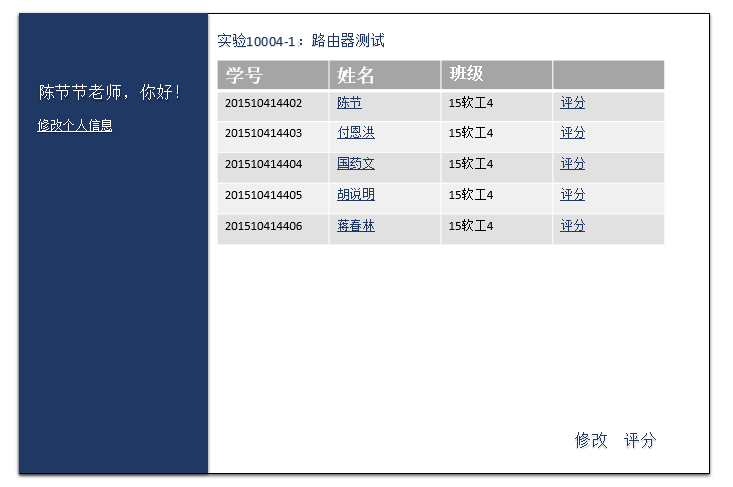 陈节节老师，你好！
修改个人信息
实验10004-1：路由器测试
学号 姓名 班级
201510414402 陈节 15软工4 评分
201510414403 付恩洪 15软工4 评分
201510414404 国药文 15软工4 评分
201510414405 胡说明 15软工4 评分
201510414406 蒋春林 15软工4 评分
修改 评分